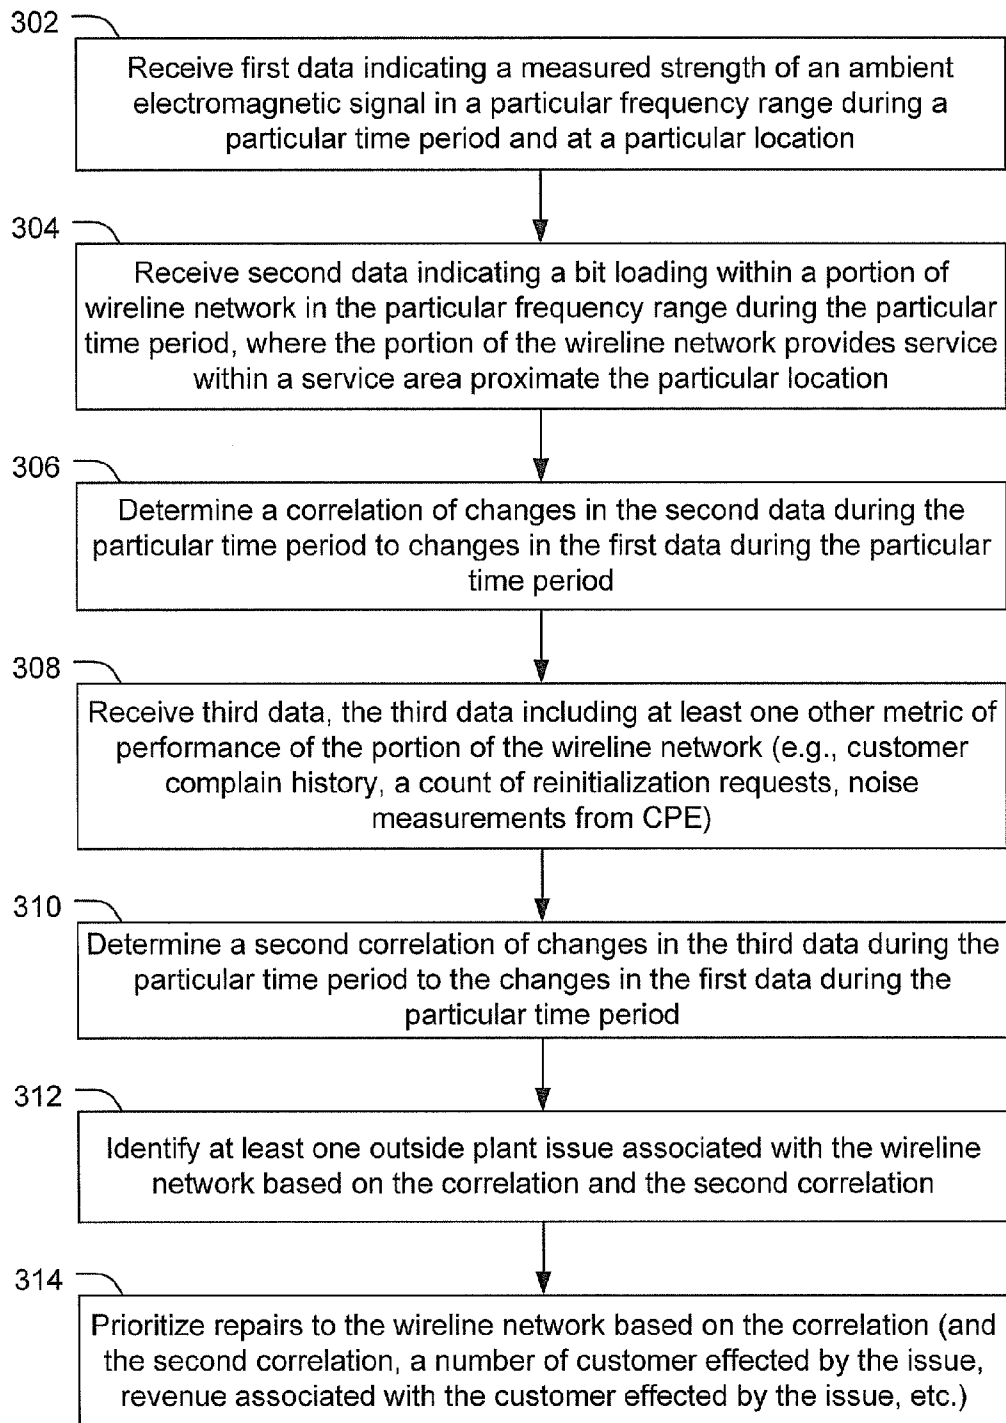 302
Receive first data indicating a measured strength of an ambient
electromagnetic signal in a particular frequency range during a
particular time period and at a particular location
304
Receive second data indicating a bit loading within a portion of
wireline network in the particular frequency range during the particular
time period, where the portion of the wireline network provides service
within a service area proximate the particular location
306
Determine a correlation of changes in the second data during the
particular time period to changes in the first data during the particular
time period
308
Receive third data, the third data including at least one other metric of
performance of the portion of the wireline network (e.g., customer
complain history, a count of reinitialization requests, noise
measurements from CPE)
310
Determine a second correlation of changes in the third data during the
particular time period to the changes in the first data during the
particular time period
312
Identify at least one outside plant issue associated with the wireline
network based on the correlation and the second correlation
314
Prioritize repairs to the wireline network based on the correlation (and
the second correlation, a number of customer effected by the issue,
revenue associated with the customer effected by the issue, etc.)